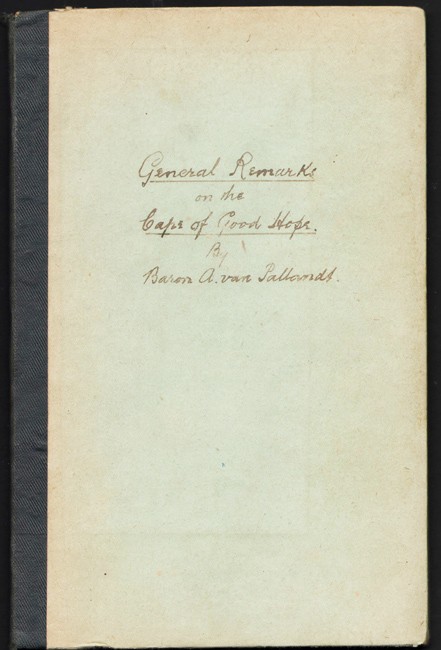 General Remarks
on the
Cape of Good Hope.
By
Baron A. van Pallandt.